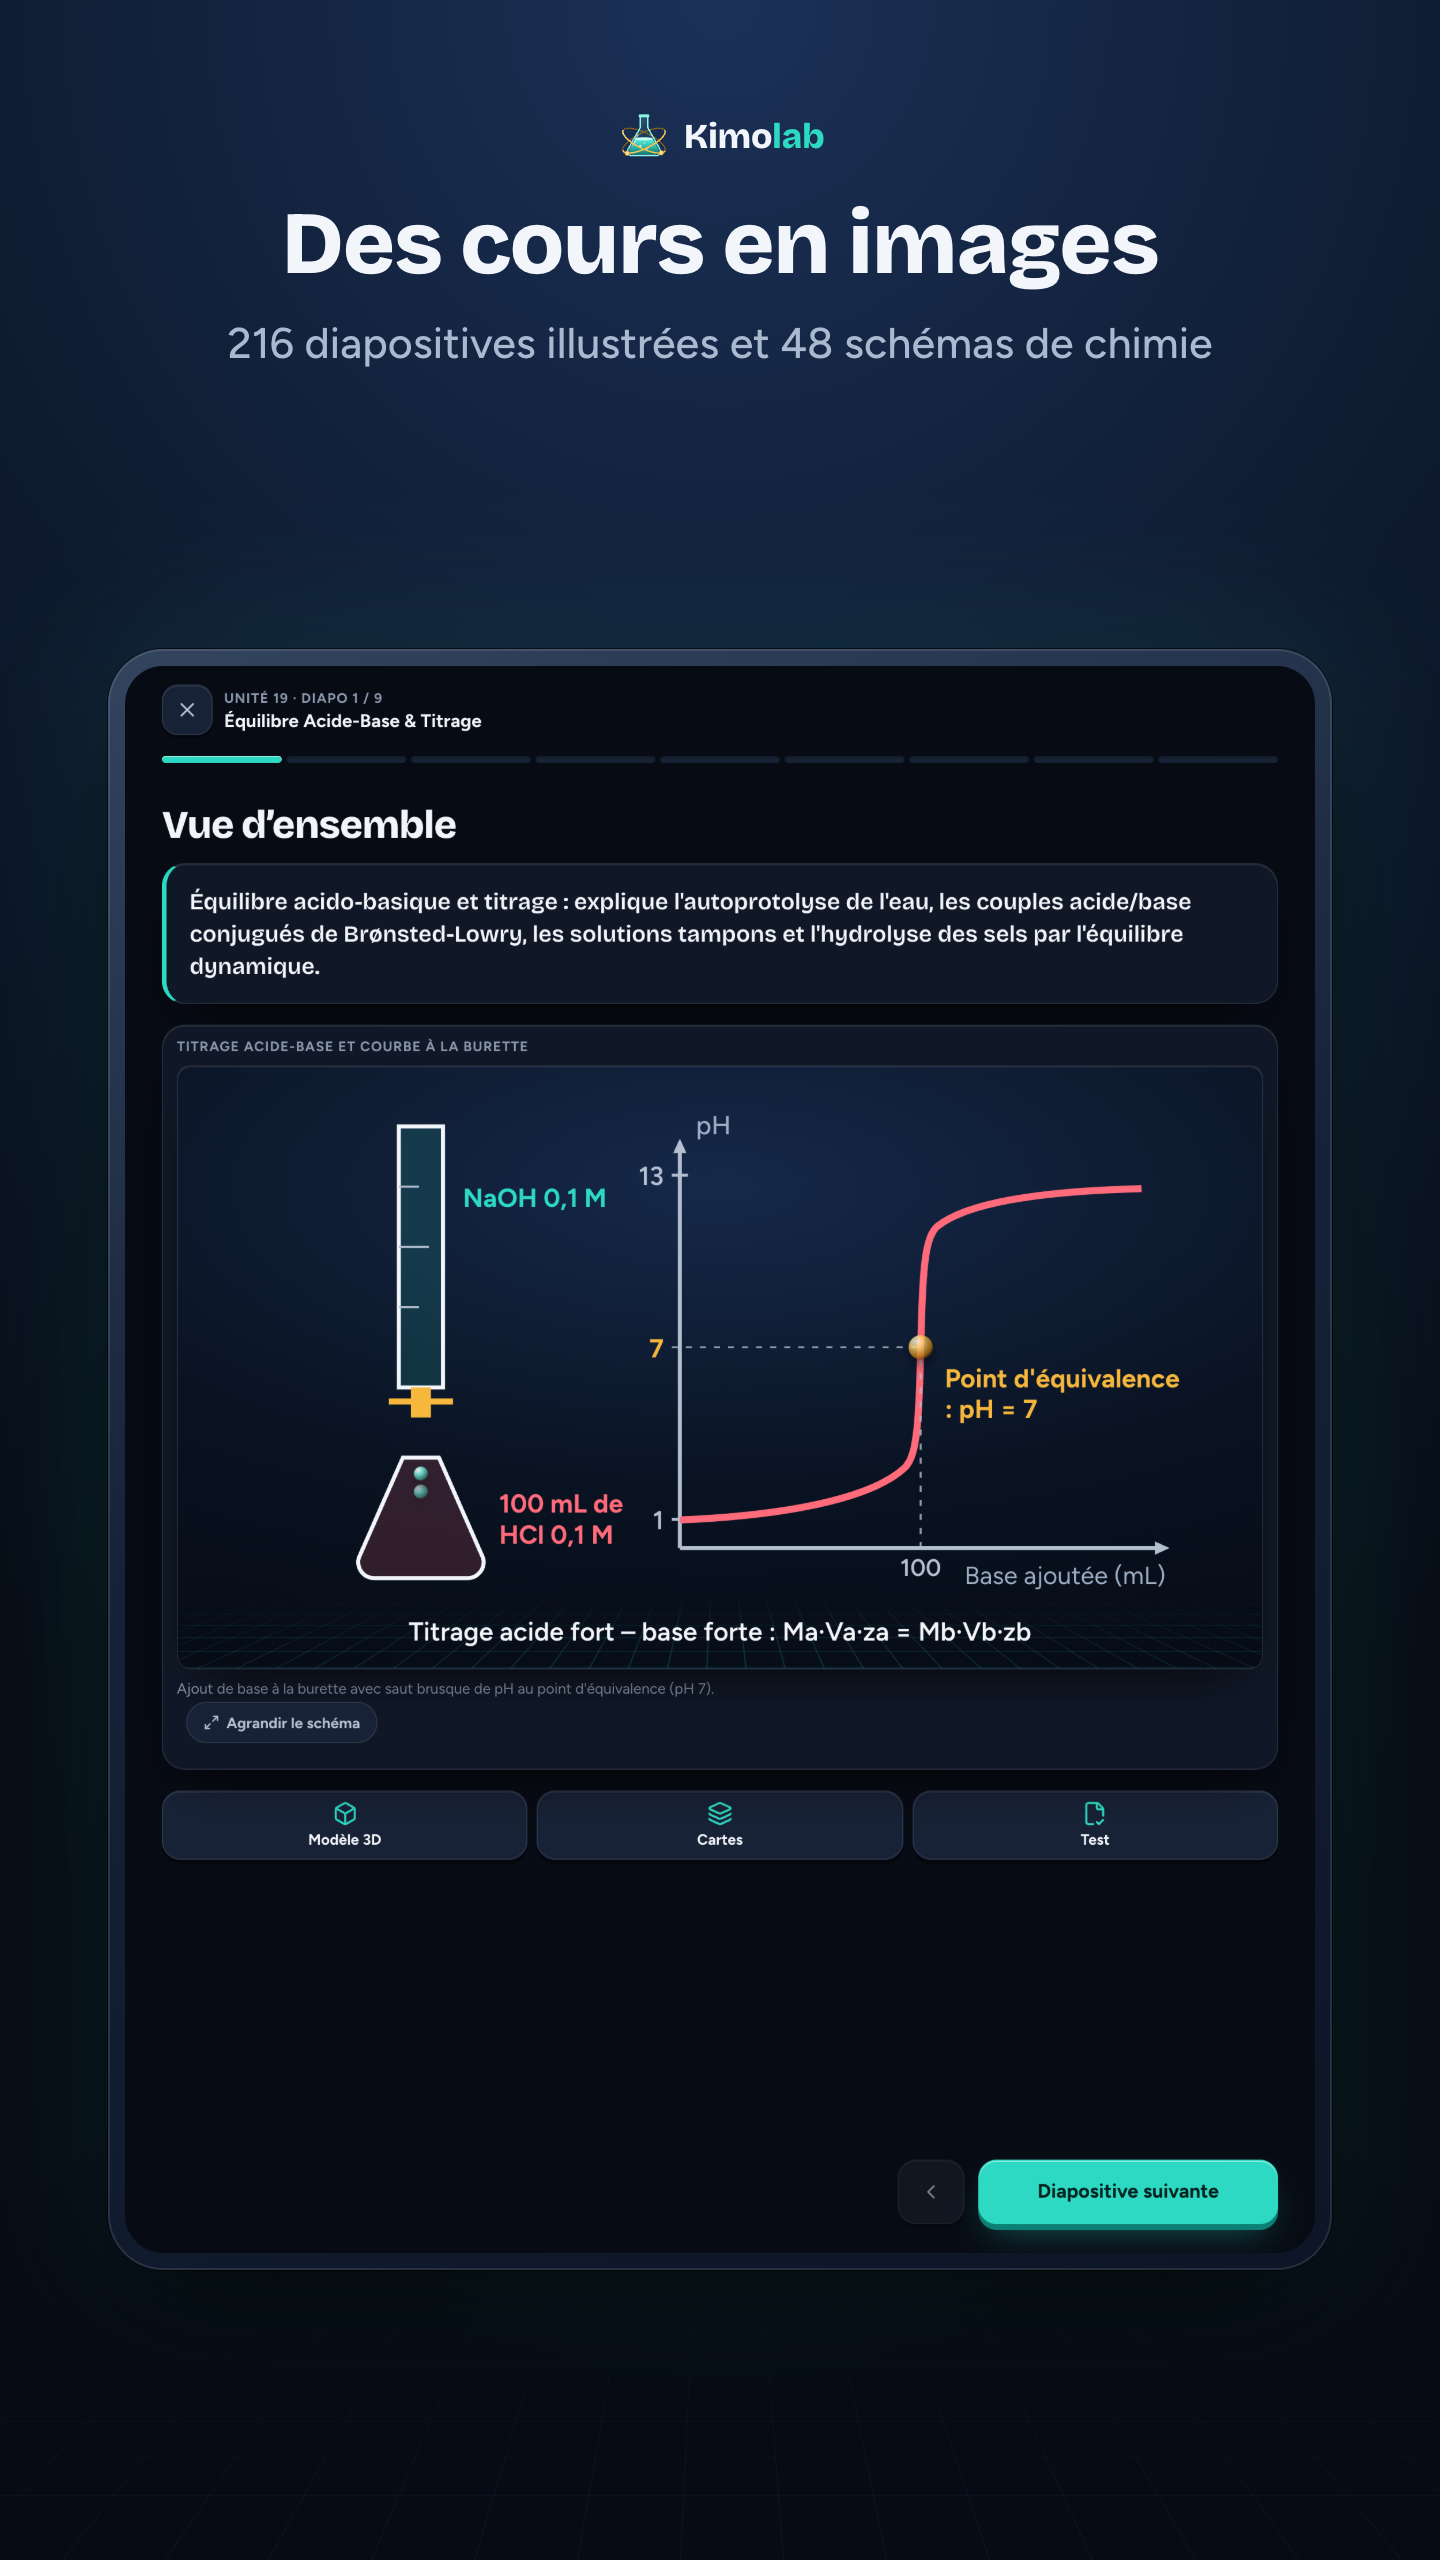 Kimolab
Des cours en images
216 diapositives illustrées et 48 schémas de chimie
UNITÉ 19 · DIAPO 1 / 9
Équilibre Acide-Base & Titrage
Vue d’ensemble
Équilibre acido-basique et titrage : explique l'autoprotolyse de l'eau, les couples acide/base
conjugués de Brønsted-Lowry, les solutions tampons et l'hydrolyse des sels par l'équilibre
dynamique.
TITRAGE ACIDE-BASE ET COURBE À LA BURETTE
pH
13
NaOH 0,1 M
7
Point d'équivalence
: pH = 7
100 mL de
HCl 0,1 M
1
100
Base ajoutée (mL)
Titrage acide fort – base forte : Ma·Va·za = Mb·Vb·zb
Ajout de base à la burette avec saut brusque de pH au point d'équivalence (pH 7).
Agrandir le schéma
Modèle 3D
Cartes
Test
Diapositive suivante